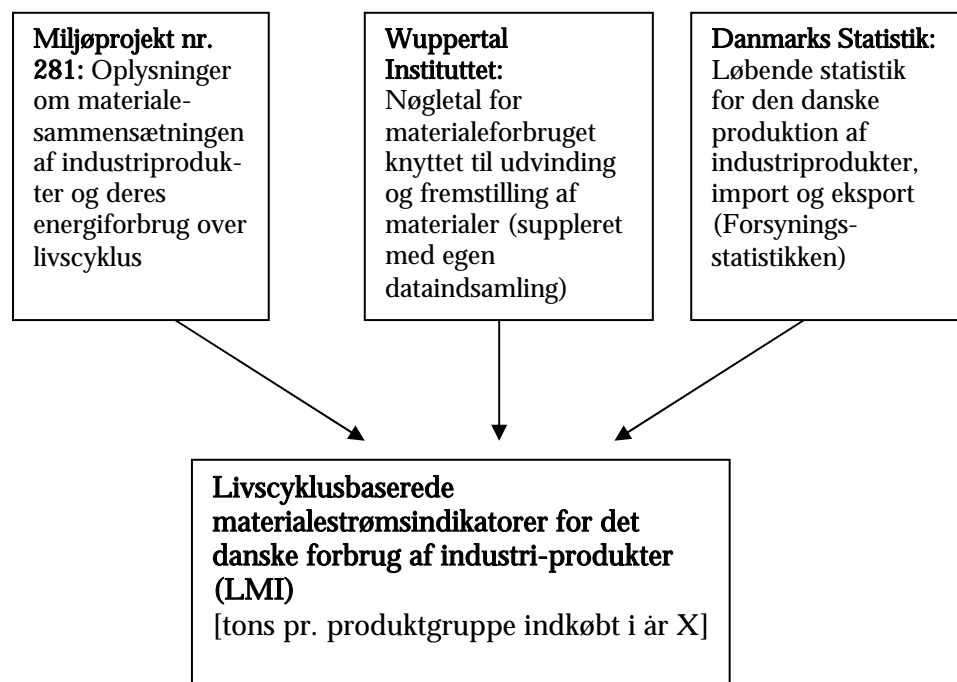 Miljøprojekt nr.
281: Oplysninger
om materiale-
sammensætningen
af industriproduk-
ter og deres
energiforbrug over
livscyklus
Wuppertal
Instituttet:
Nøgletal for
materialeforbruget
knyttet til udvinding
og fremstilling af
materialer (suppleret
med egen
dataindsamling)
Danmarks Statistik:
Løbende statistik
for den danske
produktion af
industriprodukter,
import og eksport
(Forsynings-
statistikken)
Livscyklusbaserede
materialestrømsindikatorer for det
danske forbrug af industri-produkter
(LMI)
[tons pr. produktgruppe indkøbt i år X]